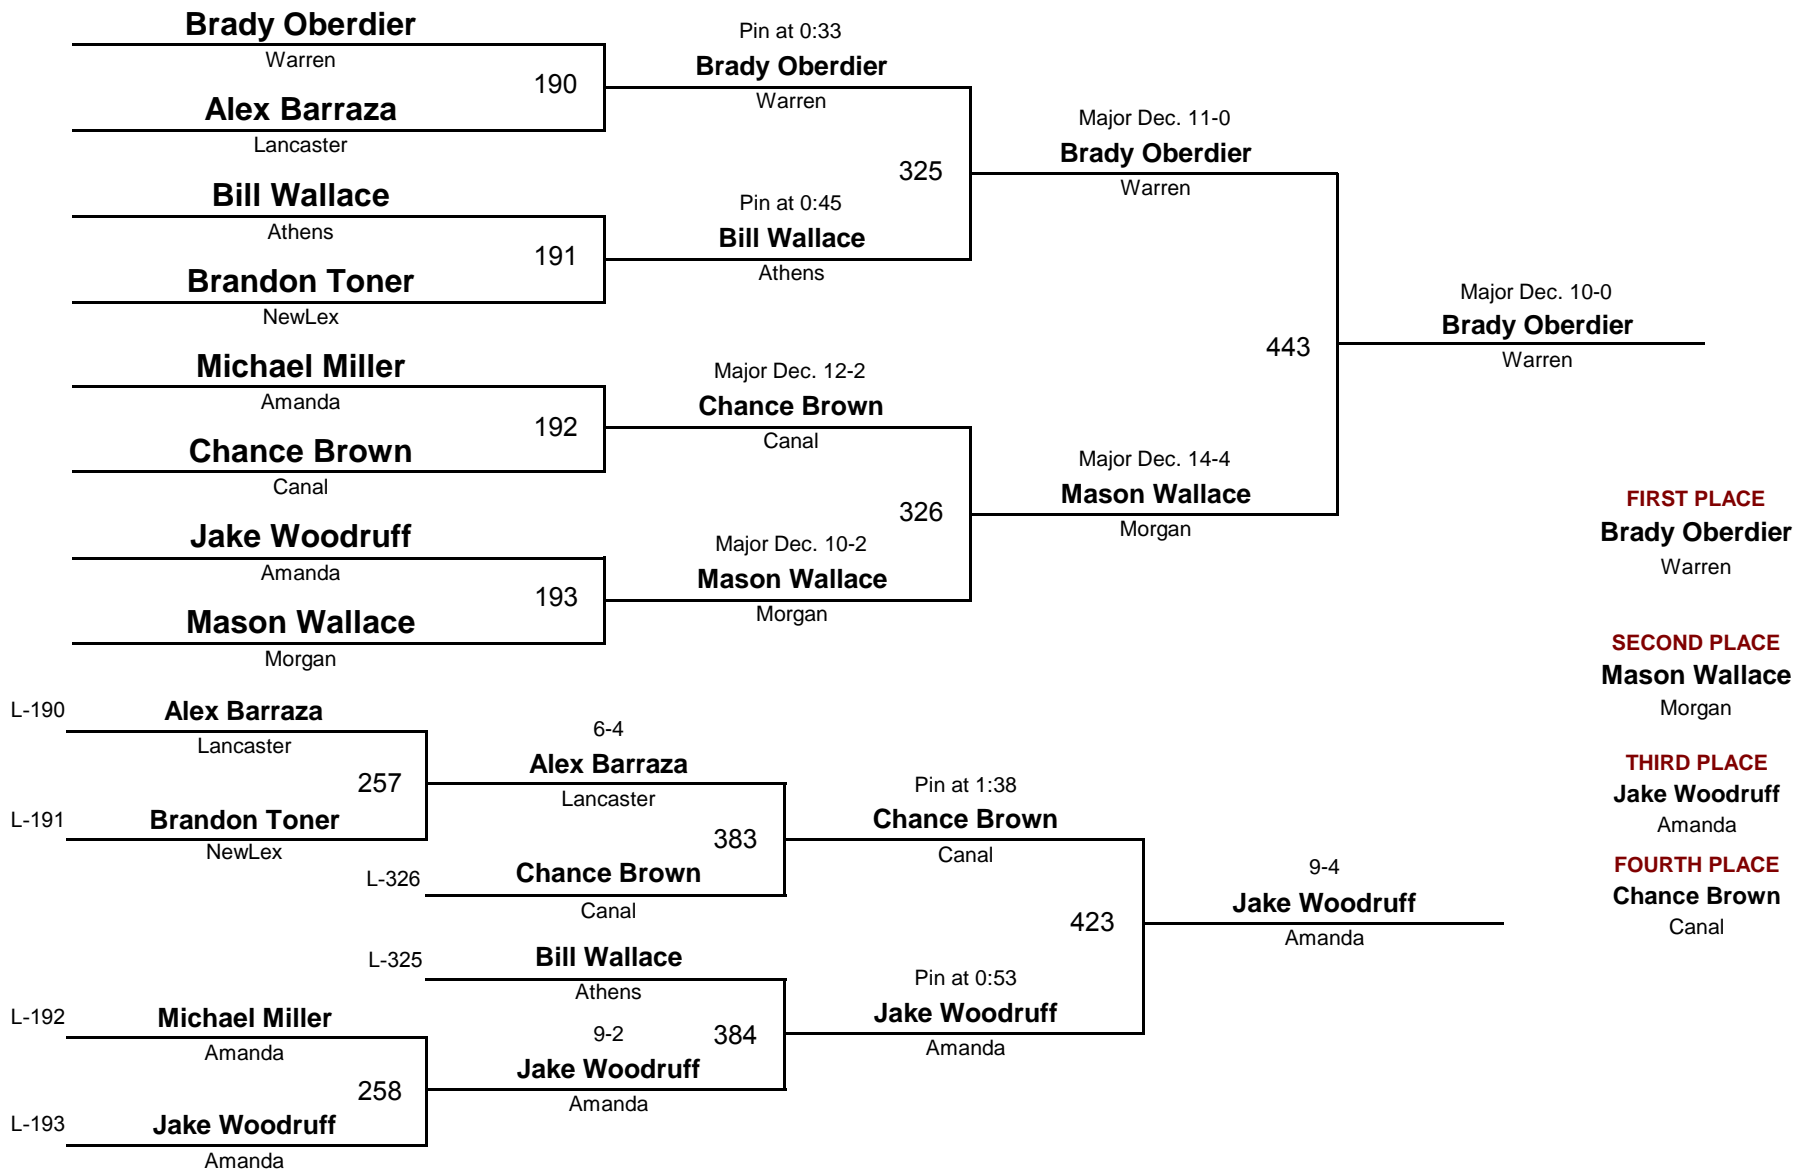 Brady Oberdier
Warren
190
Alex Barraza
Lancaster
Bill Wallace
Athens
191
Brandon Toner
NewLex
Michael Miller
Amanda
192
Chance Brown
Canal
Jake Woodruff
Amanda
193
Mason Wallace
Morgan
Pin at 0:33
Brady Oberdier
Warren
325
Pin at 0:45
Bill Wallace
Athens
Major Dec. 12-2
Chance Brown
Canal
326
Major Dec. 10-2
Mason Wallace
Morgan
Major Dec. 11-0
Brady Oberdier
Warren
443
Major Dec. 14-4
Mason Wallace
Morgan
Major Dec. 10-0
Brady Oberdier
Warren
FIRST PLACE
Brady Oberdier
Warren
SECOND PLACE
Mason Wallace
Morgan
THIRD PLACE
Jake Woodruff
Amanda
FOURTH PLACE
Chance Brown
Canal
L-190
Alex Barraza
Lancaster
257
L-191
Brandon Toner
NewLex
6-4
Alex Barraza
Lancaster
383
L-326
Chance Brown
Canal
L-325
Bill Wallace
Athens
384
L-192
Michael Miller
Amanda
258
L-193
Jake Woodruff
Amanda
9-2
Jake Woodruff
Amanda
Pin at 1:38
Chance Brown
Canal
423
Pin at 0:53
Jake Woodruff
Amanda
9-4
Jake Woodruff
Amanda